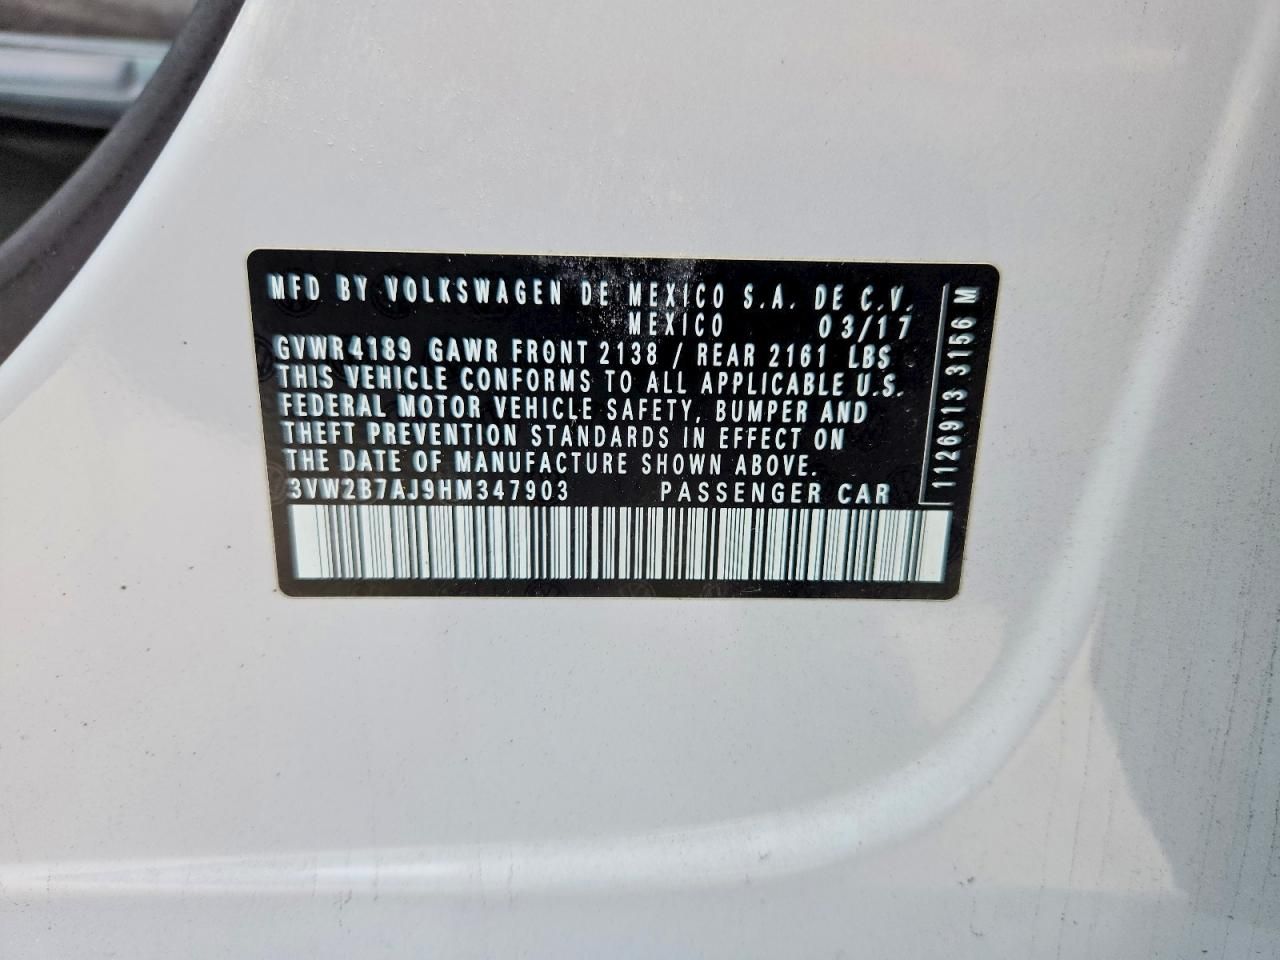 MFD BY VOLKSWAGEN DE MEXICO S.A. DE C.V.
MEXICO 03/17
GVWR 4189 GAWR FRONT 2138 / REAR 2161 LBS
THIS VEHICLE CONFORMS TO ALL APPLICABLE U.S.
FEDERAL MOTOR VEHICLE SAFETY, BUMPER AND
THEFT PREVENTION STANDARDS IN EFFECT ON
THE DATE OF MANUFACTURE SHOWN ABOVE.
3VW2B7AJ9HM347903 PASSENGER CAR
1126913 3156 M